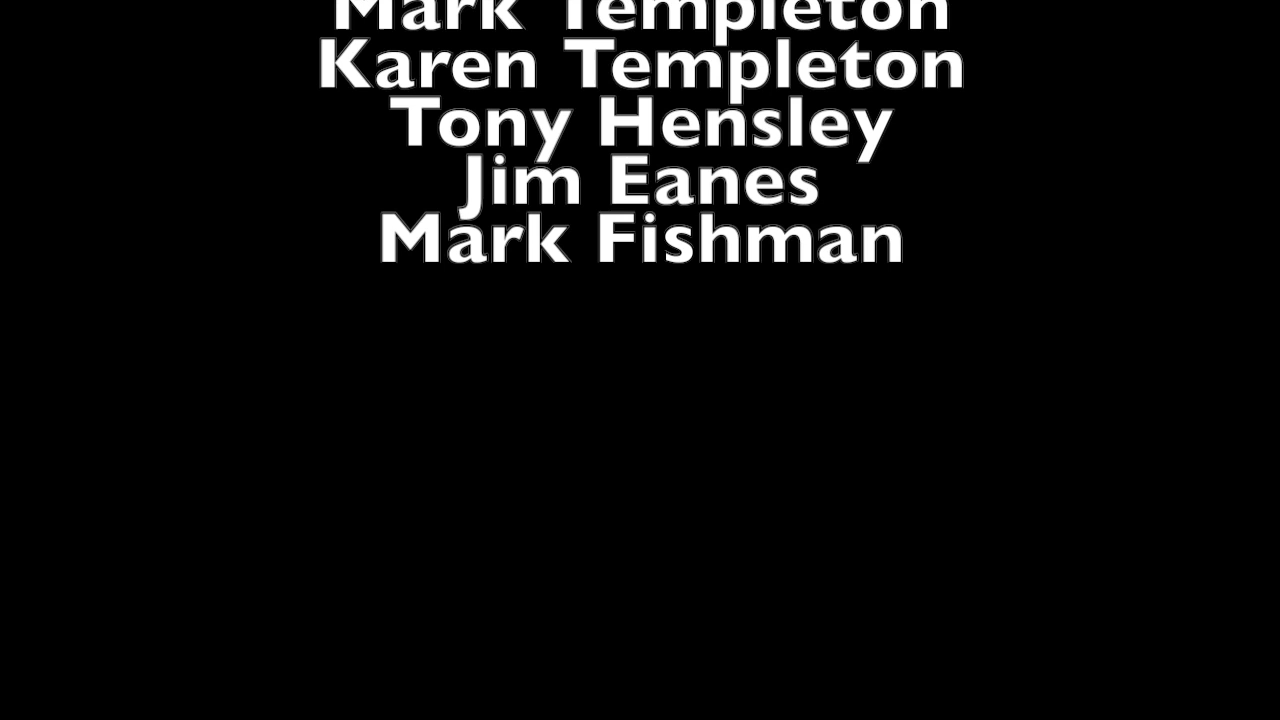 Mark Templeton
Karen Templeton
Tony Hensley
Jim Eanes
Mark Fishman